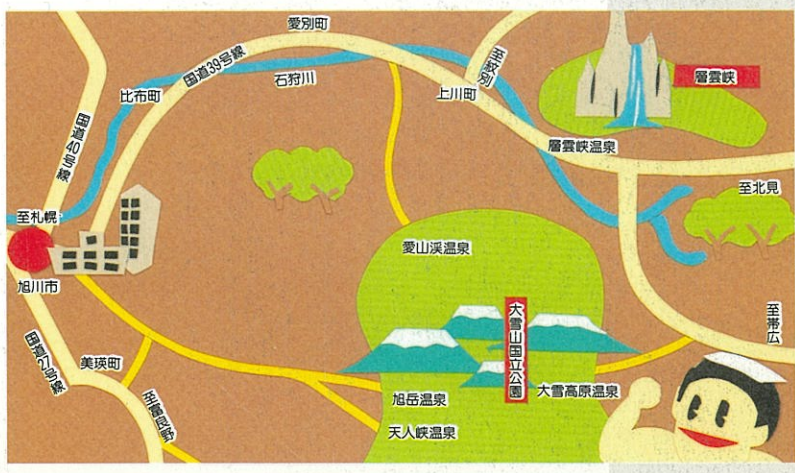 愛別町
国道39号線
石狩川
比布町
至紋別
上川町
層雲峡
層雲峡温泉
国道40号線
至札幌
旭川市
至北見
愛山渓温泉
大雪山国立公園
至帯広
国道27号線
美瑛町
至富良野
旭岳温泉
天人峡温泉
大雪高原温泉